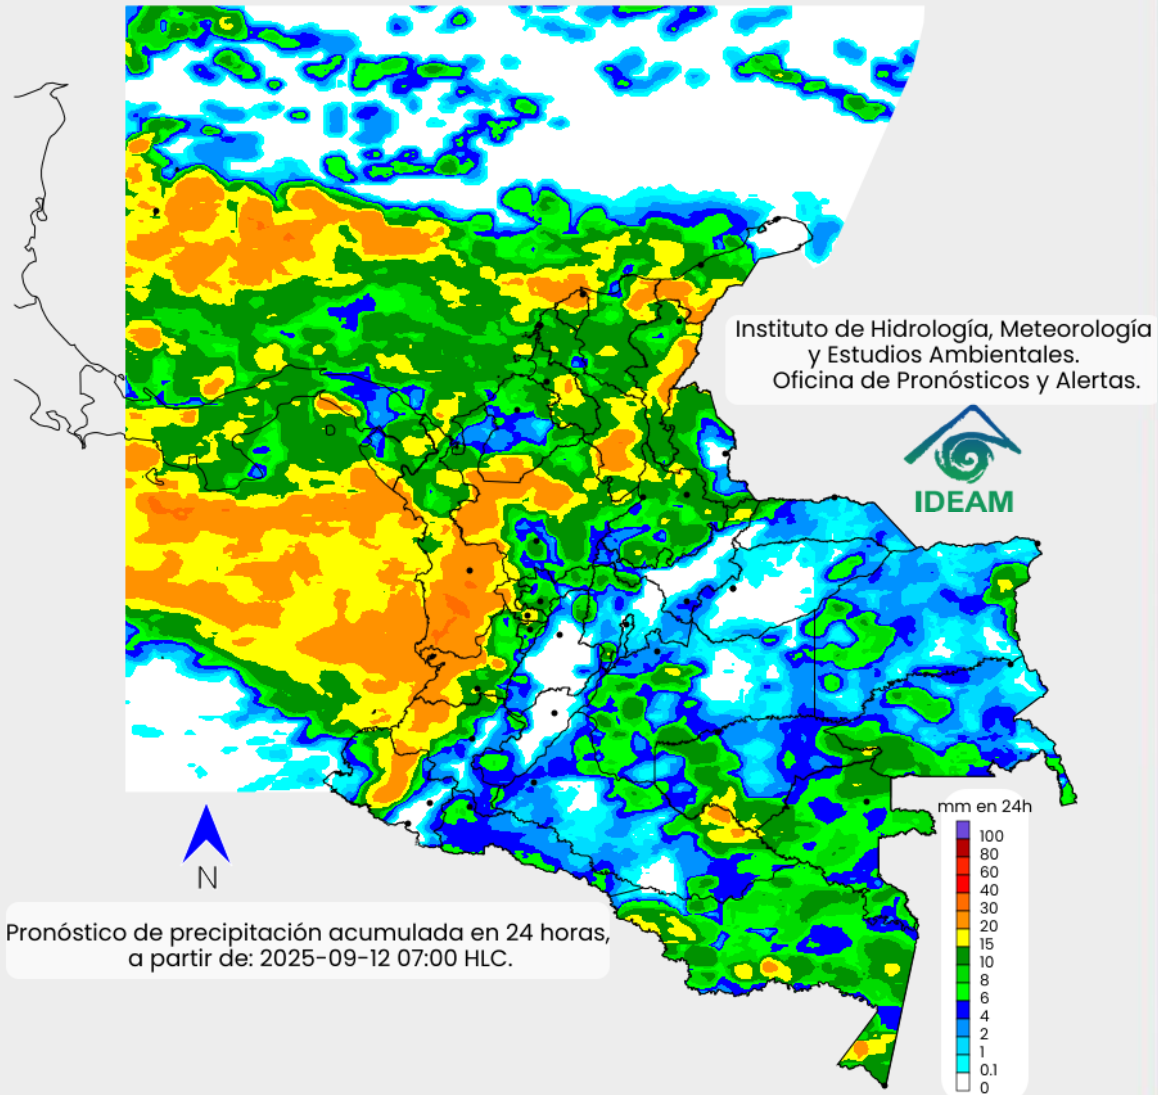 Instituto de Hidrología, Meteorología
y Estudios Ambientales.
Oficina de Pronósticos y Alertas.
IDEAM
N
Pronóstico de precipitación acumulada en 24 horas,
a partir de: 2025-09-12 07:00 HLC.
mm en 24h
100
80
60
40
30
20
15
10
8
6
4
2
1
0.1
0